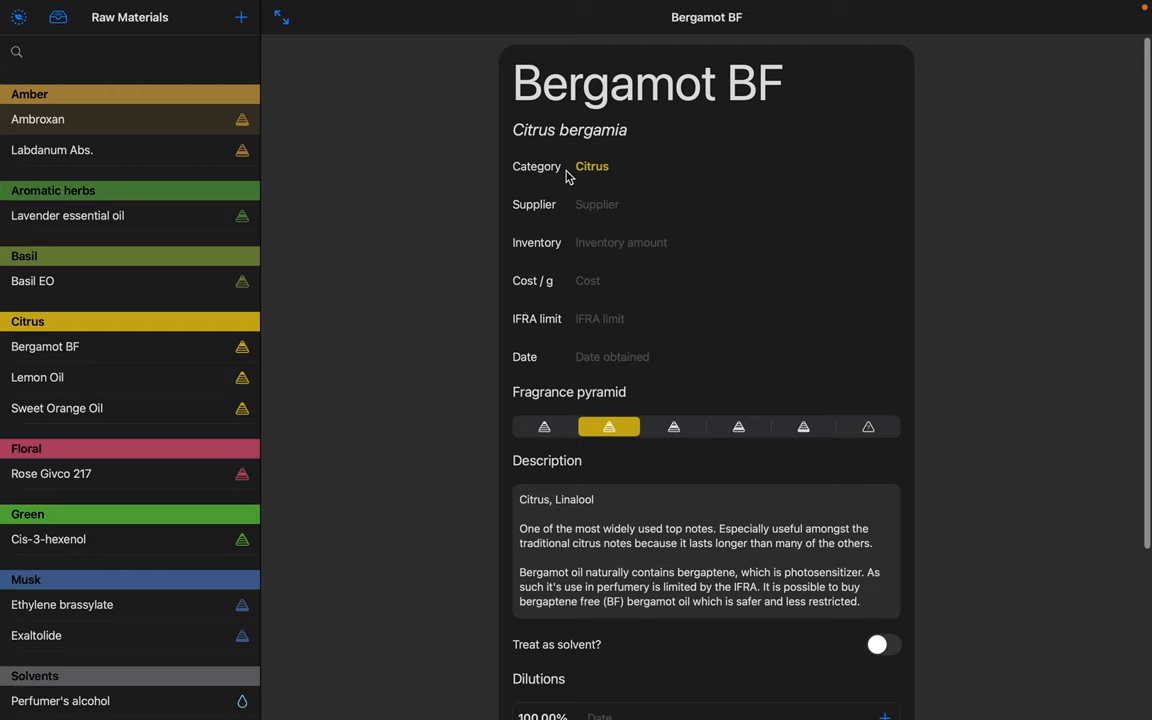 Raw Materials
Bergamot BF
Amber
Ambroxan
Labdanum Abs.
Aromatic herbs
Lavender essential oil
Basil
Basil EO
Citrus
Bergamot BF
Lemon Oil
Sweet Orange Oil
Floral
Rose Givco 217
Green
Cis-3-hexenol
Musk
Ethylene brassylate
Exaltolide
Solvents
Perfumer's alcohol
Bergamot BF
Citrus bergamia
Category Citrus
Supplier Supplier
Inventory Inventory amount
Cost / g Cost
IFRA limit IFRA limit
Date Date obtained
Fragrance pyramid
Description
Citrus, Linalool
One of the most widely used top notes. Especially useful amongst the
traditional citrus notes because it lasts longer than many of the others.
Bergamot oil naturally contains bergaptene, which is photosensitizer. As
such it's use in perfumery is limited by the IFRA. It is possible to buy
bergaptene free (BF) bergamot oil which is safer and less restricted.
Treat as solvent?
Dilutions
100.00% Date